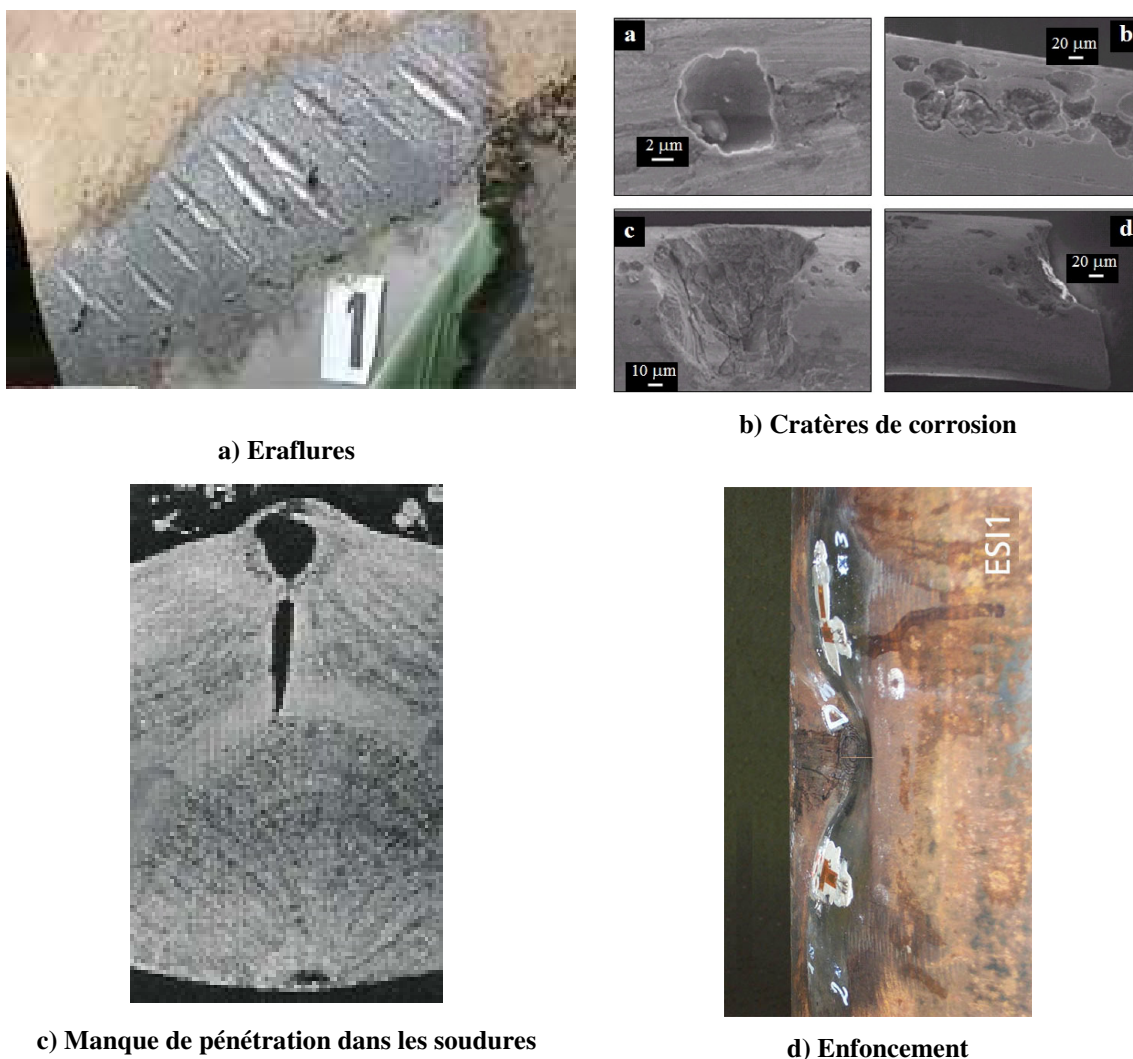 1
a) Eraflures
a
2 µm
b
20 µm
c
10 µm
d
20 µm
b) Cratères de corrosion
c) Manque de pénétration dans les soudures
ESI1
d) Enfoncement